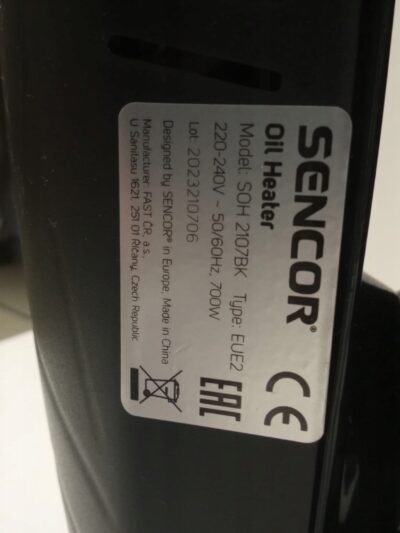 SENCOR®
Oil Heater
Model: SOH 2107BK Type: EUE2
220-240V ~ 50/60Hz, 700W
Lot: 2023210706
Designed by SENCOR® in Europe, Made in China
Manufacturer: FAST ČR, a.s.,
U Sanitasu 1621, 251 01 Říčany, Czech Republic
CE
EAC